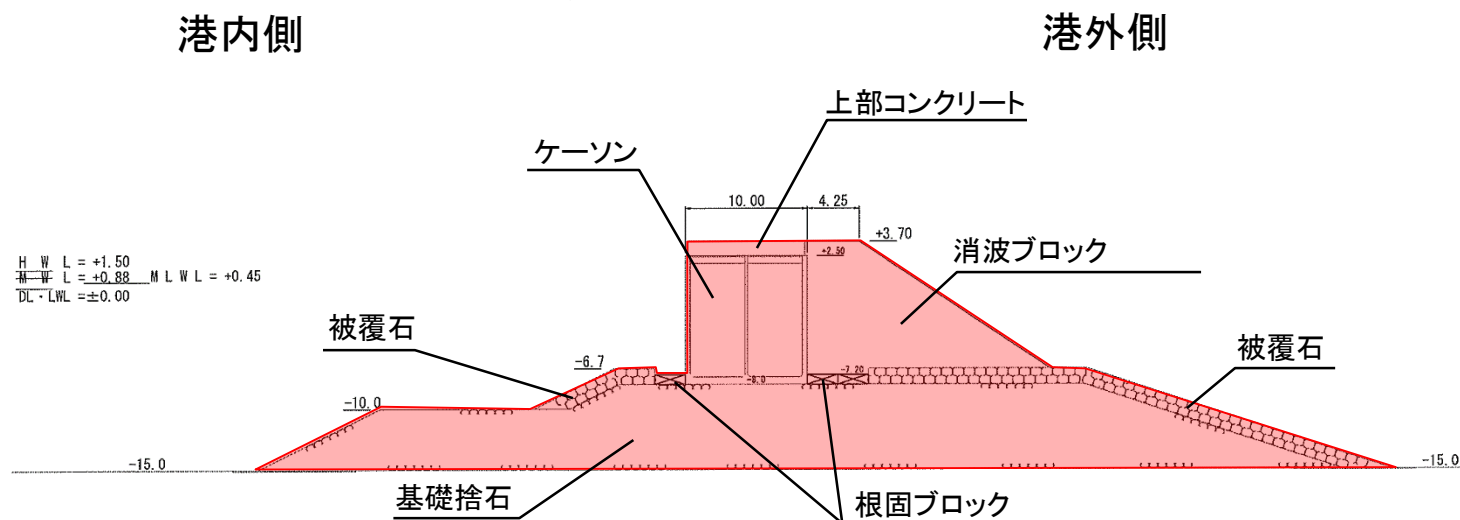 港内側
港外側
上部コンクリート
ケーソン
10.00
4.25
+3.70
+2.50
消波ブロック
H W L = +1.50
M W L = +0.88 M L W L = +0.45
DL・LWL =±0.00
被覆石
-6.7
-8.0
-7.20
被覆石
-10.0
-15.0
-15.0
基礎捨石
根固ブロック